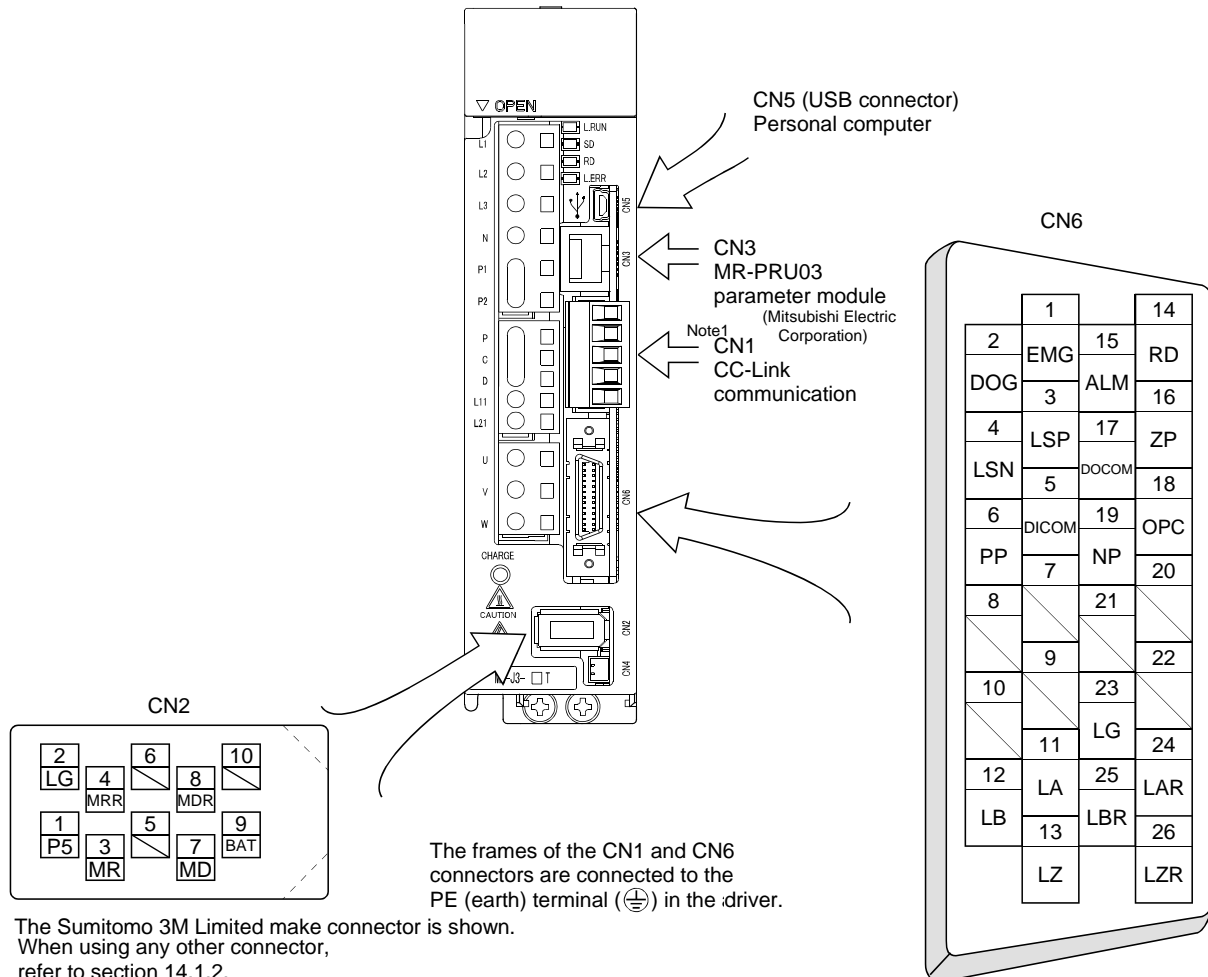 ▽ OPEN
L1
L2
L3
N
P1
P2
P
C
D
L11
L21
U
V
W
L.RUN
SD
RD
L.ERR
CN5
CN3
CN6
CHARGE
CAUTION
CN2
CN4
-J3- □ T
CN5 (USB connector)
Personal computer
CN3
MR-PRU03
parameter module
(Mitsubishi Electric
Corporation)
Note1
CN1
CC-Link
communication
CN6
1 14
2 EMG 15 RD
DOG 3 ALM 16
4 LSP 17 ZP
LSN 5 DOCOM 18
6 DICOM 19 OPC
PP 7 NP 20
8 21
9 22
10 23
11 LG 24
12 LA 25 LAR
LB 13 LBR 26
LZ LZR
CN2
2 6 10
LG 4 8
MRR MDR
1 5 9
P5 3 7 BAT
MR MD
The frames of the CN1 and CN6
connectors are connected to the
PE (earth) terminal (⏚) in the driver.
The Sumitomo 3M Limited make connector is shown.
When using any other connector,
refer to section 14.1.2.